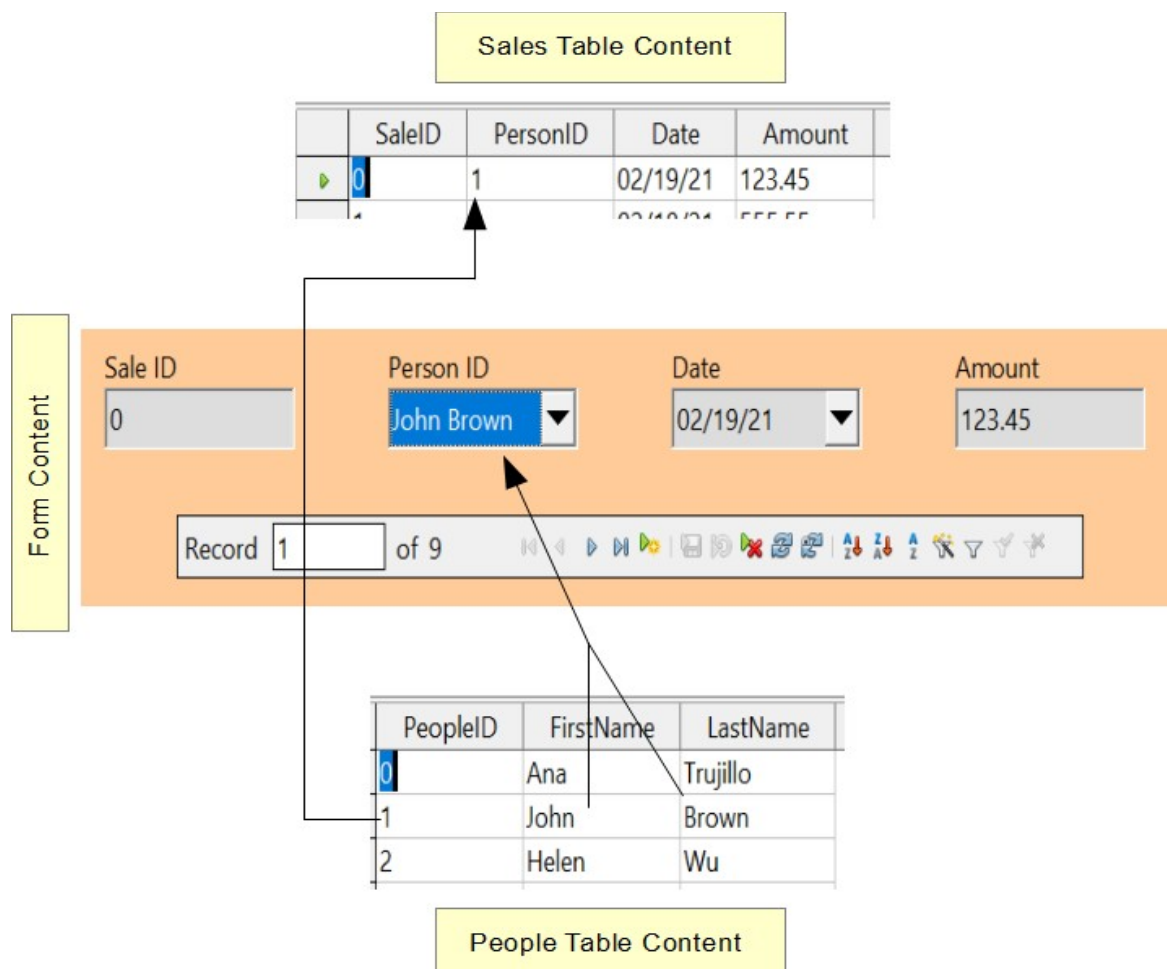 Sales Table Content
SaleID PersonID Date Amount
0 1 02/19/21 123.45
Form Content
Sale ID Person ID Date Amount
0 John Brown 02/19/21 123.45
Record 1 of 9
PeopleID FirstName LastName
0 Ana Trujillo
1 John Brown
2 Helen Wu
People Table Content